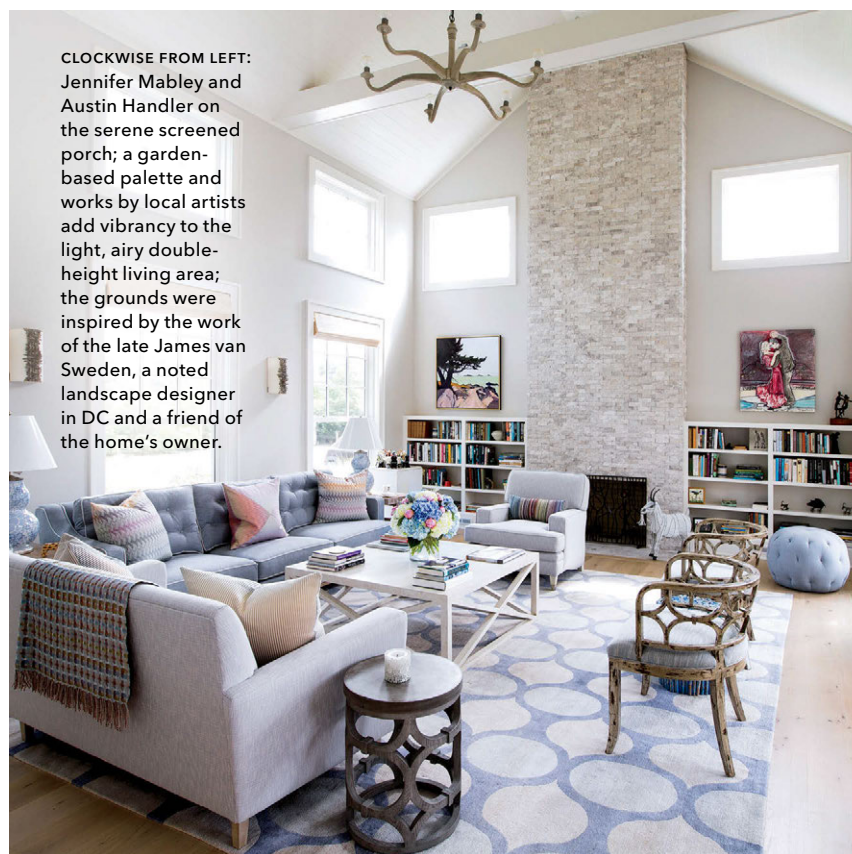 CLOCKWISE FROM LEFT:
Jennifer Mabley and
Austin Handler on
the serene screened
porch; a garden-
based palette and
works by local artists
add vibrancy to the
light, airy double-
height living area;
the grounds were
inspired by the work
of the late James van
Sweden, a noted
landscape designer
in DC and a friend of
the home’s owner.